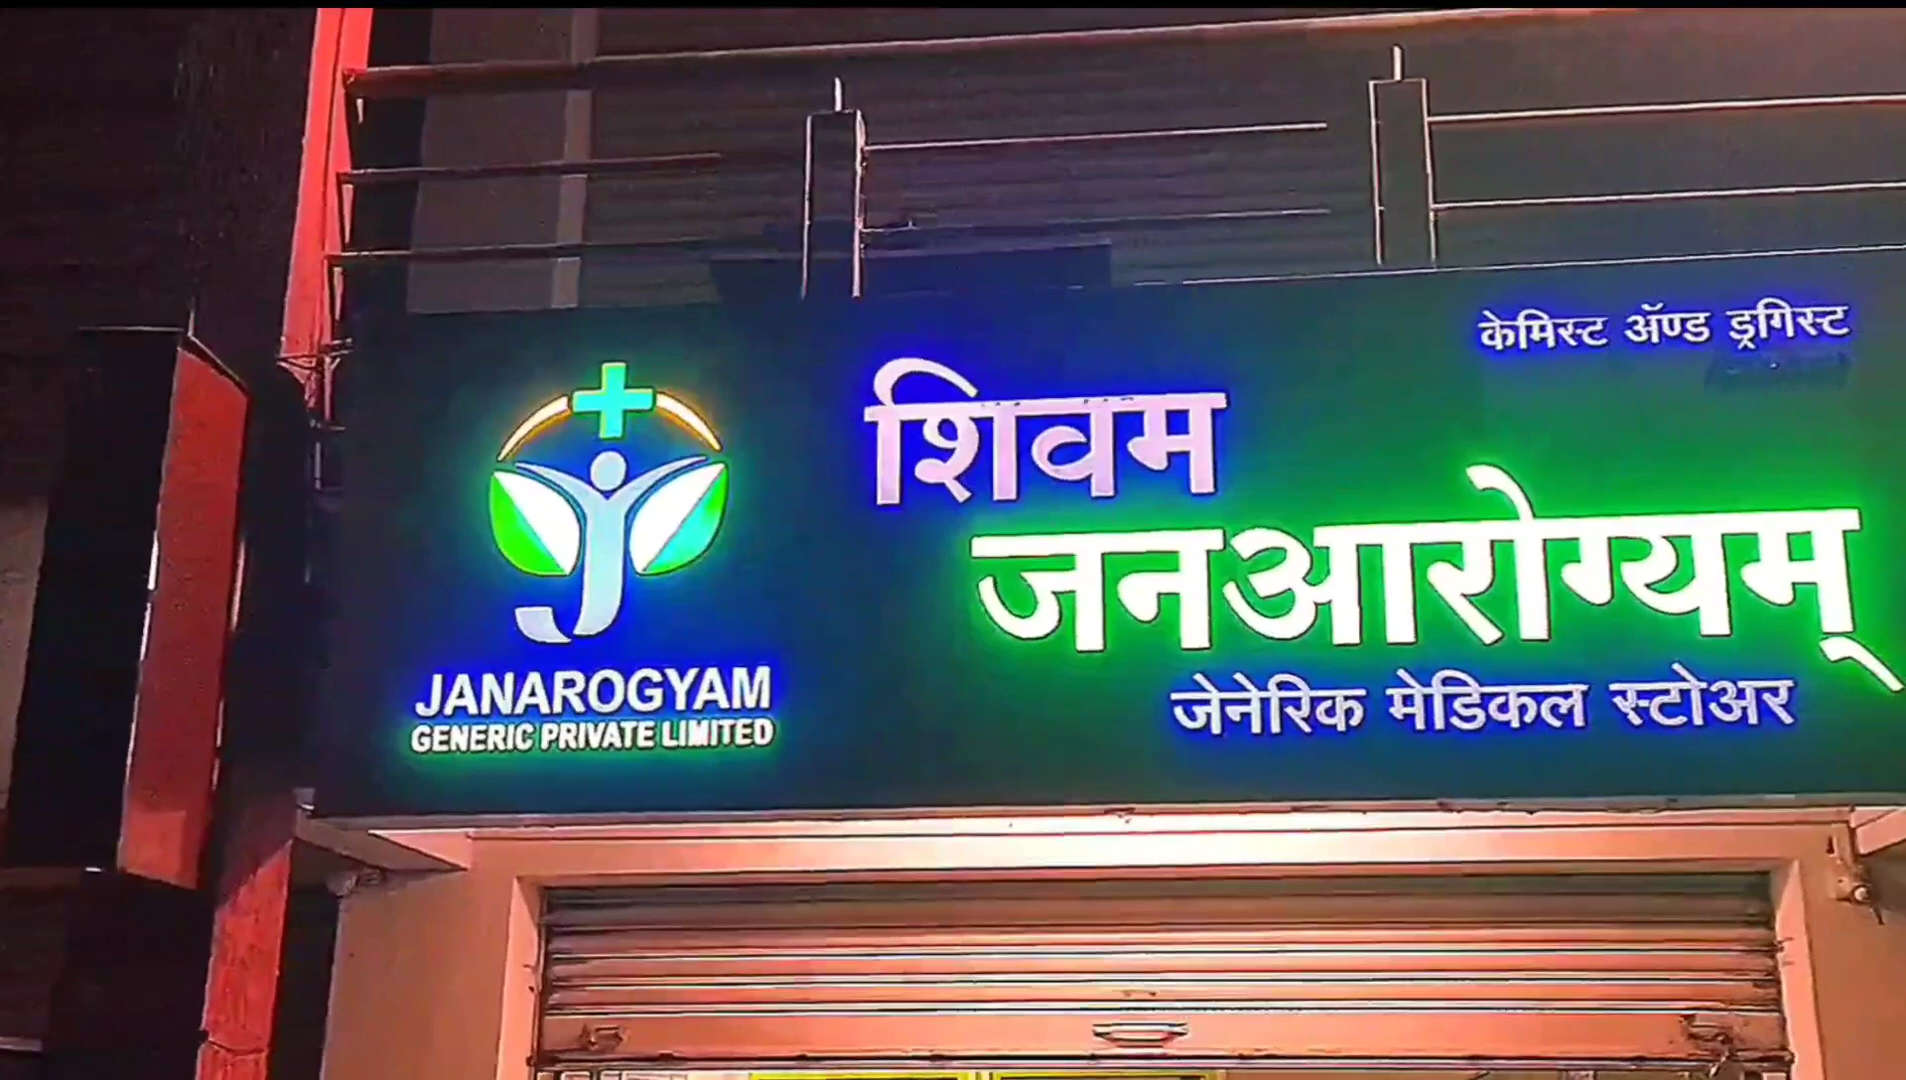 केमिस्ट ॲण्ड ड्रगिस्ट
शिवम
जनआरोग्यम्
जेनेरिक मेडिकल स्टोअर
JANAROGYAM
GENERIC PRIVATE LIMITED